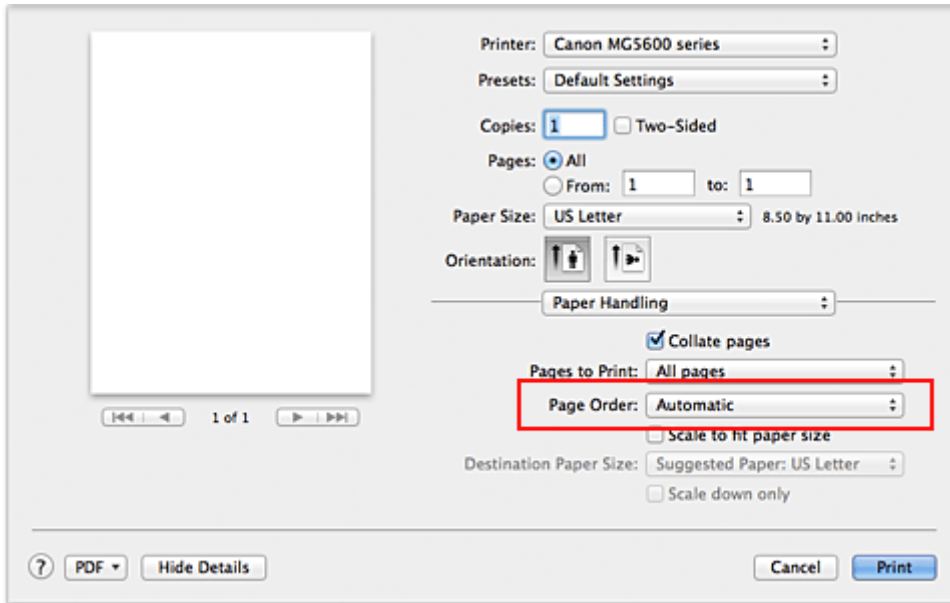 Printer: Canon MG5600 series
Presets: Default Settings
Copies: 1 Two-Sided
Pages: All
From: 1 to: 1
Paper Size: US Letter 8.50 by 11.00 inches
Orientation:
Paper Handling
Collate pages
Pages to Print: All pages
Page Order: Automatic
Scale to fit paper size
Destination Paper Size: Suggested Paper: US Letter
Scale down only
1 of 1
? PDF Hide Details Cancel Print